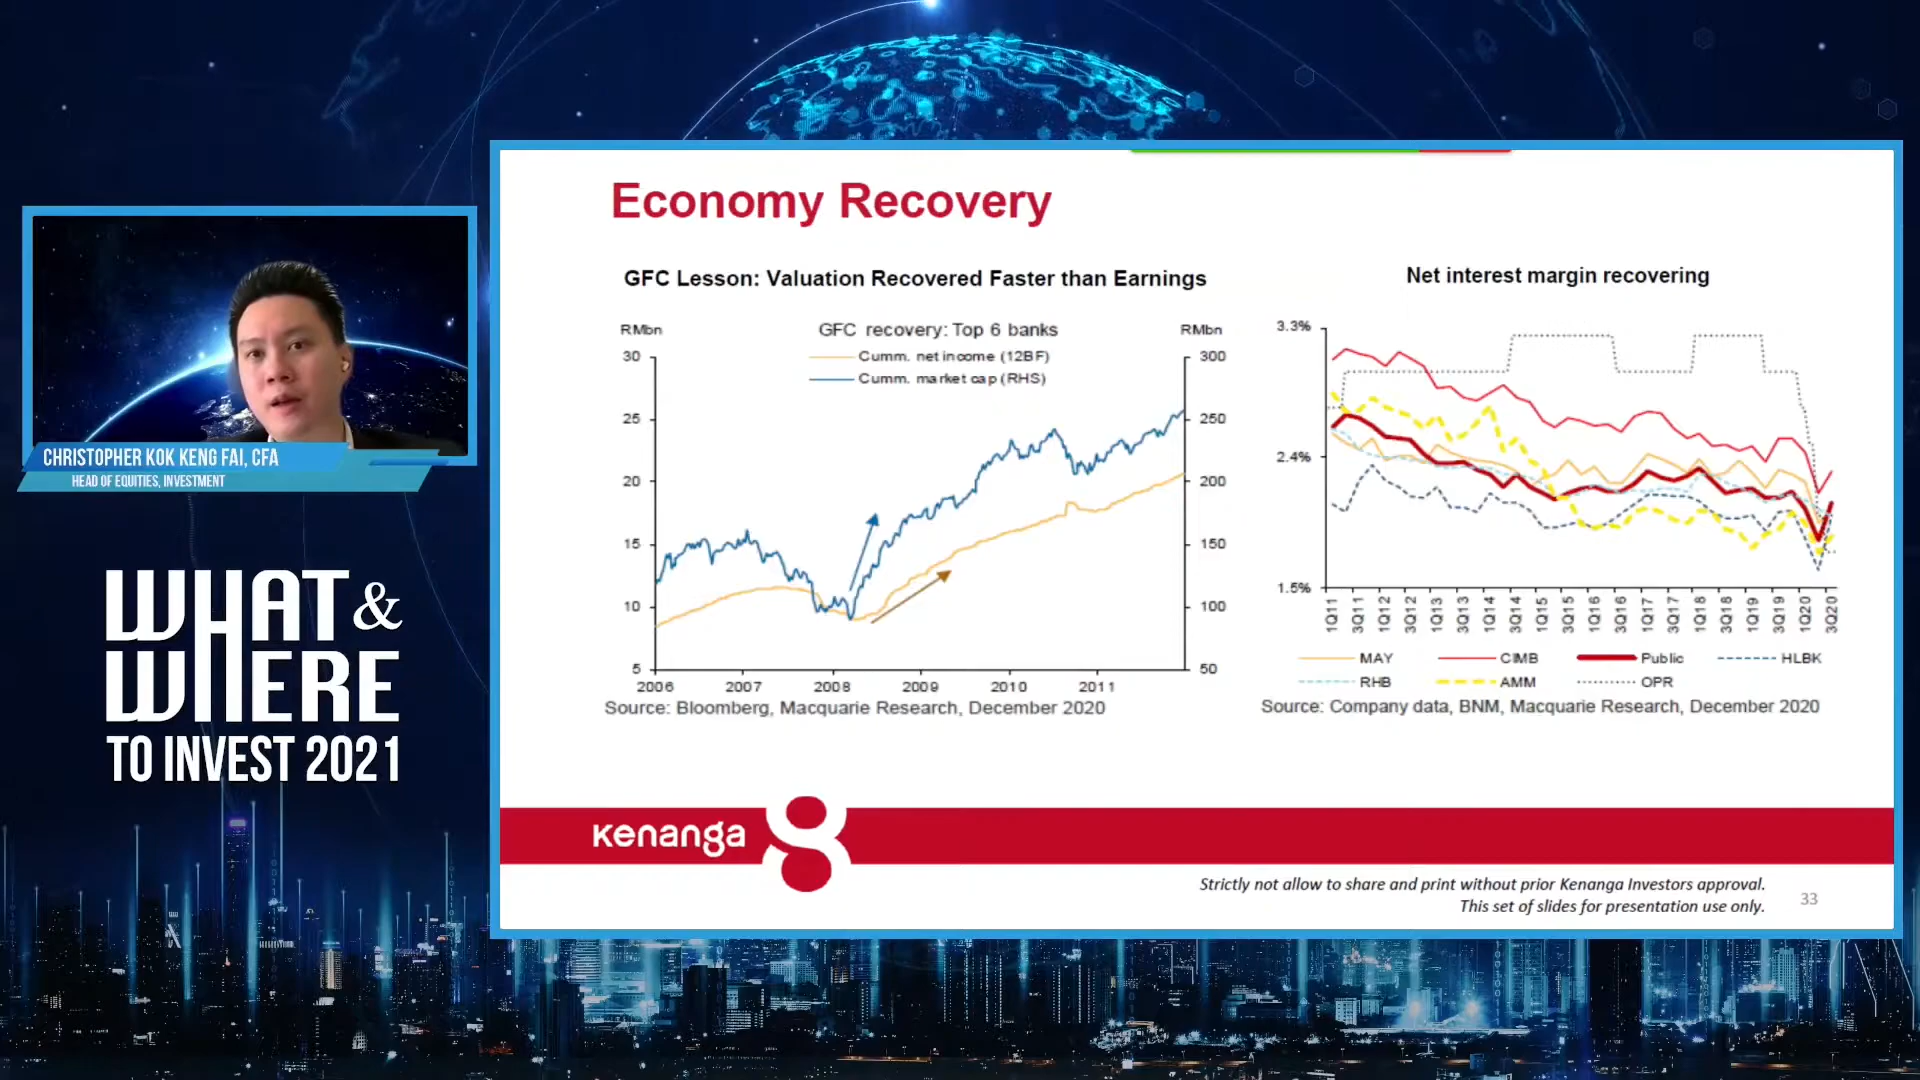 Economy Recovery
GFC Lesson: Valuation Recovered Faster than Earnings
RMbn
GFC recovery: Top 6 banks
RMbn
Cumm. net income (12BF)
Cumm. market cap (RHS)
30
25
20
15
10
5
300
250
200
150
100
50
2006 2007 2008 2009 2010 2011
Source: Bloomberg, Macquarie Research, December 2020
Net interest margin recovering
3.3%
2.4%
1.5%
1Q11 3Q11 1Q12 3Q12 1Q13 3Q13 1Q14 3Q14 1Q15 3Q15 1Q16 3Q16 1Q17 3Q17 1Q18 3Q18 1Q19 3Q19 1Q20 3Q20
MAY CIMB Public HLBK
RHB AMM OPR
Source: Company data, BNM, Macquarie Research, December 2020
kenanga
Strictly not allow to share and print without prior Kenanga Investors approval.
This set of slides for presentation use only.
33
CHRISTOPHER KOK KENG FAI, CFA
HEAD OF EQUITIES, INVESTMENT
WHAT &
WHERE
TO INVEST 2021